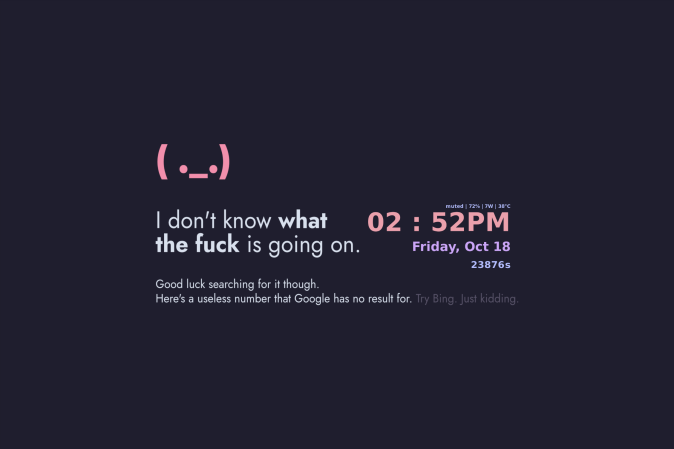 ( ._.)
muted | 72% | 7W | 38°C
I don't know what
the fuck is going on.
02 : 52PM
Friday, Oct 18
23876s
Good luck searching for it though.
Here's a useless number that Google has no result for. Try Bing. Just kidding.